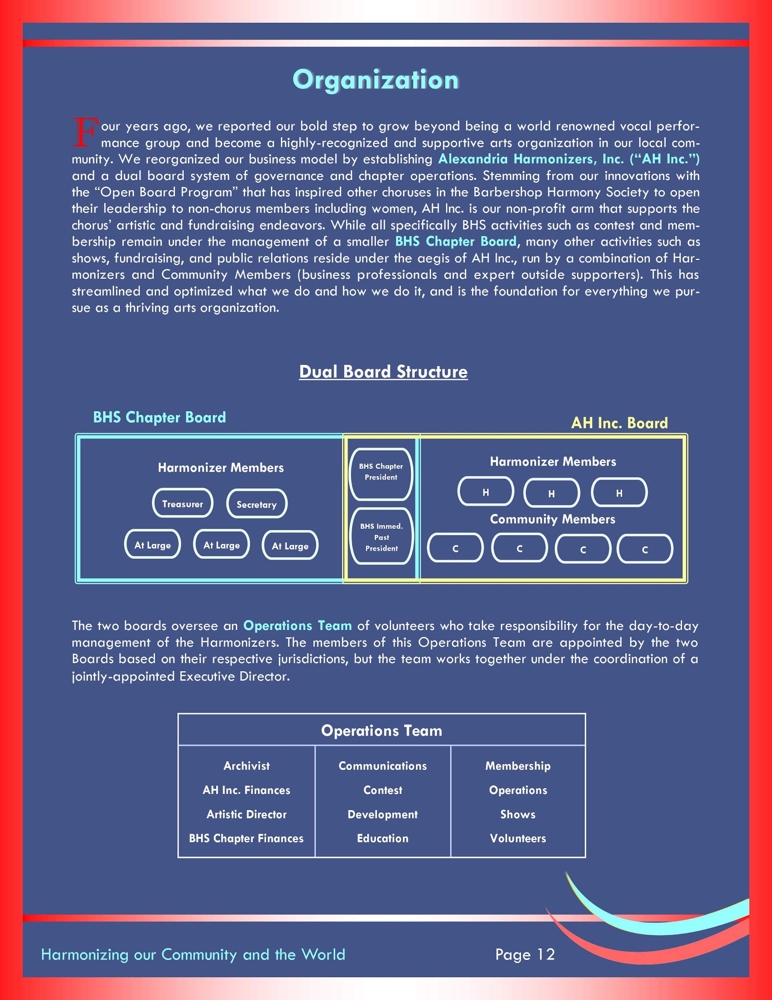 Organization
Four years ago, we reported our bold step to grow beyond being a world renowned vocal perfor-
mance group and become a highly-recognized and supportive arts organization in our local com-
munity. We reorganized our business model by establishing Alexandria Harmonizers, Inc. (“AH Inc.”)
and a dual board system of governance and chapter operations. Stemming from our innovations with
the “Open Board Program” that has inspired other choruses in the Barbershop Harmony Society to open
their leadership to non-chorus members including women, AH Inc. is our non-profit arm that supports the
chorus’ artistic and fundraising endeavors. While all specifically BHS activities such as contest and mem-
bership remain under the management of a smaller BHS Chapter Board, many other activities such as
shows, fundraising, and public relations reside under the aegis of AH Inc., run by a combination of Har-
monizers and Community Members (business professionals and expert outside supporters). This has
streamlined and optimized what we do and how we do it, and is the foundation for everything we pur-
sue as a thriving arts organization.
Dual Board Structure
BHS Chapter Board
Harmonizer Members
Treasurer Secretary
At Large At Large At Large
BHS Chapter
President
BHS Immed.
Past
President
AH Inc. Board
Harmonizer Members
H H H
Community Members
C C C C
The two boards oversee an Operations Team of volunteers who take responsibility for the day-to-day
management of the Harmonizers. The members of this Operations Team are appointed by the two
Boards based on their respective jurisdictions, but the team works together under the coordination of a
jointly-appointed Executive Director.
Operations Team
Archivist Communications Membership
AH Inc. Finances Contest Operations
Artistic Director Development Shows
BHS Chapter Finances Education Volunteers
Harmonizing our Community and the World Page 12